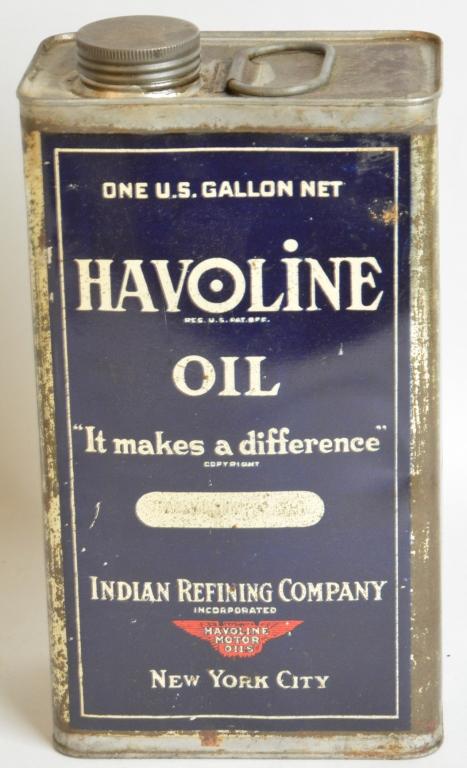 ONE U.S. GALLON NET
HAVOLINE
REG. U.S. PAT. OFF.
OIL
"It makes a difference"
COPYRIGHT
INDIAN REFINING COMPANY
INCORPORATED
HAVOLINE
MOTOR
OILS
NEW YORK CITY